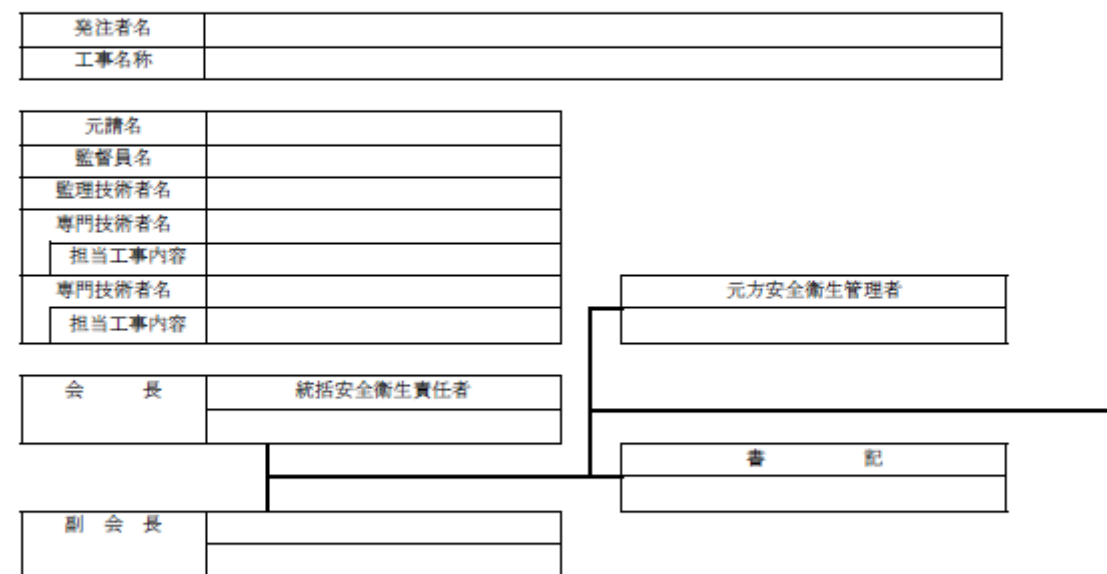 発注者名
工事名称
元請名
監督員名
監理技術者名
専門技術者名
担当工事内容
専門技術者名
担当工事内容
元方安全衛生管理者
会　　長
統括安全衛生責任者
書　　記
副　会　長